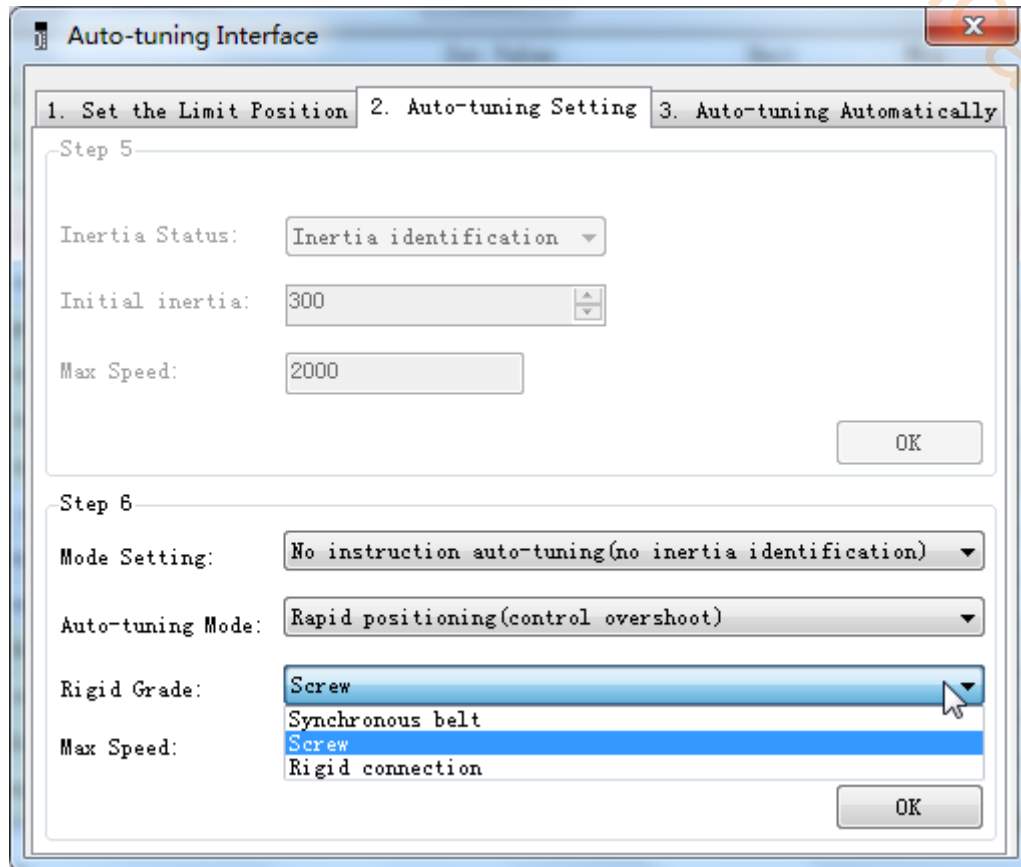 Auto-tuning Interface
1. Set the Limit Position 2. Auto-tuning Setting 3. Auto-tuning Automatically
Step 5
Inertia Status: Inertia identification
Initial inertia: 300
Max Speed: 2000
OK
Step 6
Mode Setting: No instruction auto-tuning(no inertia identification)
Auto-tuning Mode: Rapid positioning(control overshoot)
Rigid Grade: Screw
Synchronous belt
Max Speed: Screw
Rigid connection
OK